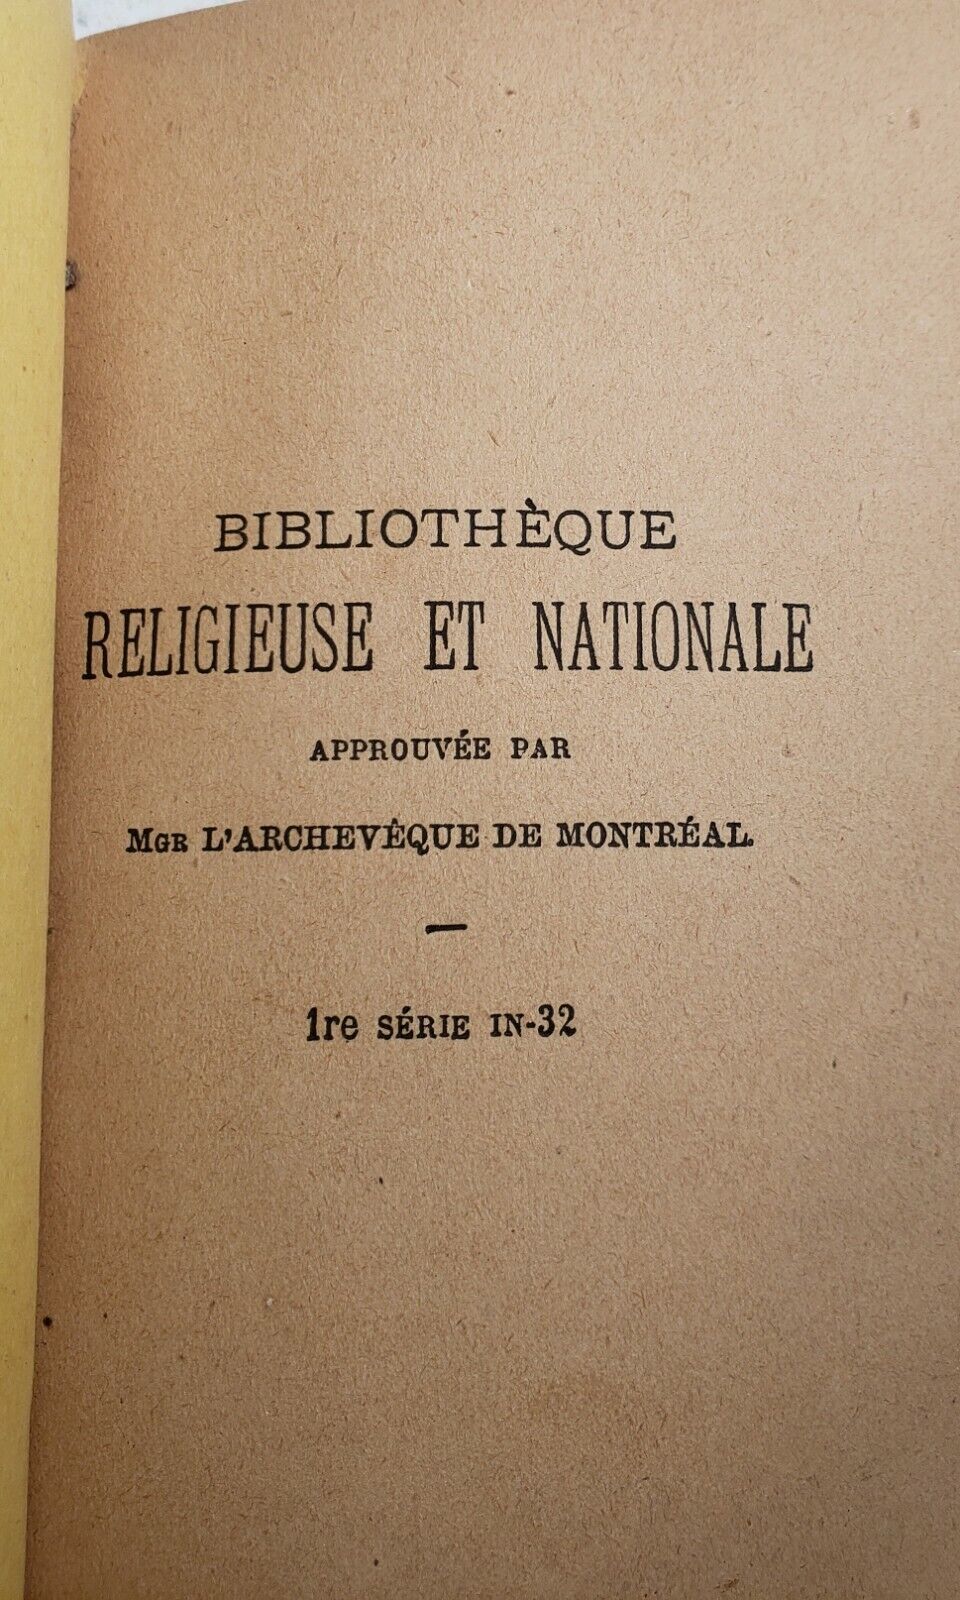 BIBLIOTHÈQUE
RELIGIEUSE ET NATIONALE
APPROUVÉE PAR
MGR L'ARCHEVÊQUE DE MONTRÉAL.
—
1re SÉRIE IN-32